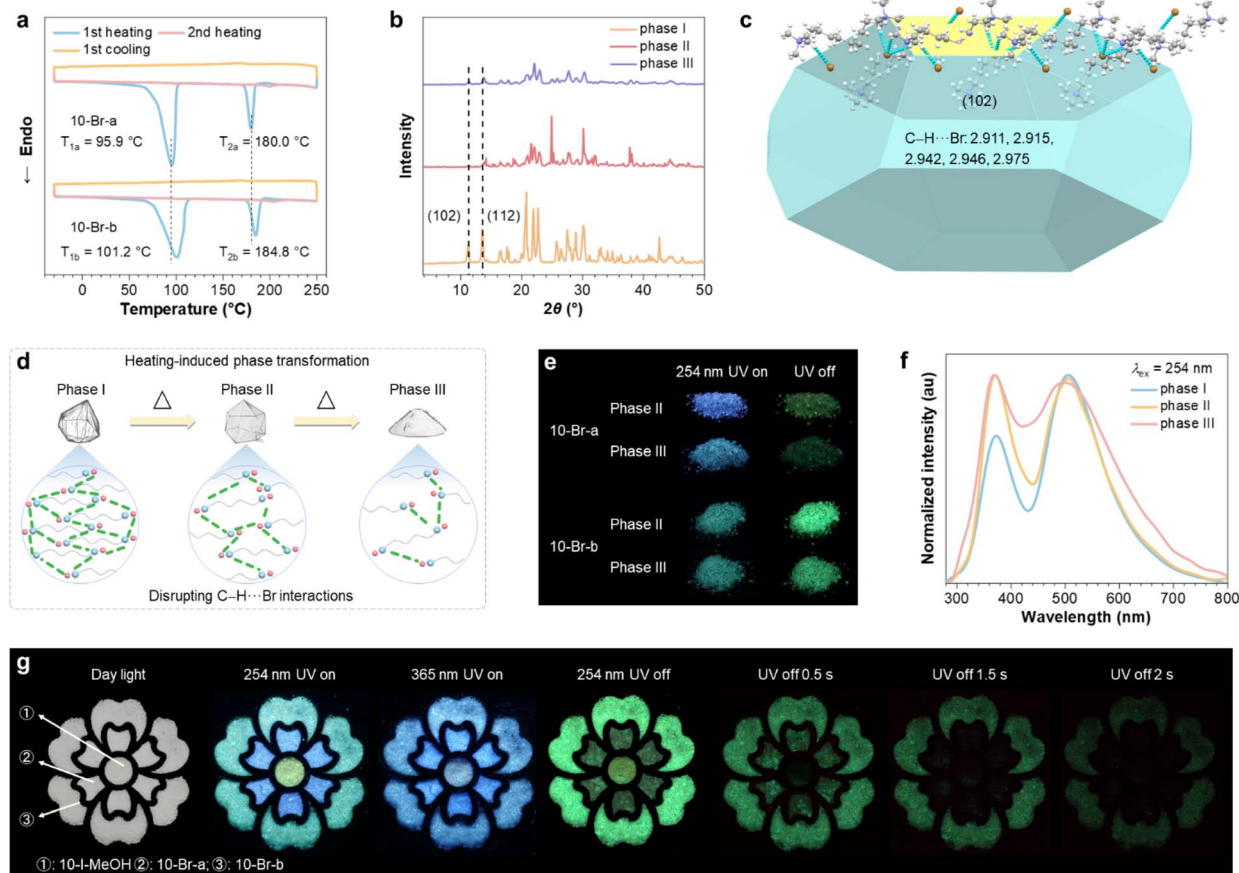 a
1st heating
2nd heating
1st cooling
← Endo
10-Br-a
T1a = 95.9 °C
T2a = 180.0 °C
10-Br-b
T1b = 101.2 °C
T2b = 184.8 °C
0
50
100
150
200
250
Temperature (°C)
b
phase I
phase II
phase III
Intensity
(102)
(112)
10
20
30
40
50
2θ (°)
c
(102)
C–H···Br: 2.911, 2.915,
2.942, 2.946, 2.975
d
Heating-induced phase transformation
Phase I
△
Phase II
△
Phase III
Disrupting C–H···Br interactions
e
254 nm UV on
UV off
10-Br-a
Phase II
Phase III
10-Br-b
Phase II
Phase III
f
λex = 254 nm
phase I
phase II
phase III
Normalized intensity (au)
300
400
500
600
700
800
Wavelength (nm)
g
Day light
254 nm UV on
365 nm UV on
254 nm UV off
UV off 0.5 s
UV off 1.5 s
UV off 2 s
①
②
③
①: 10-I-MeOH ②: 10-Br-a; ③: 10-Br-b